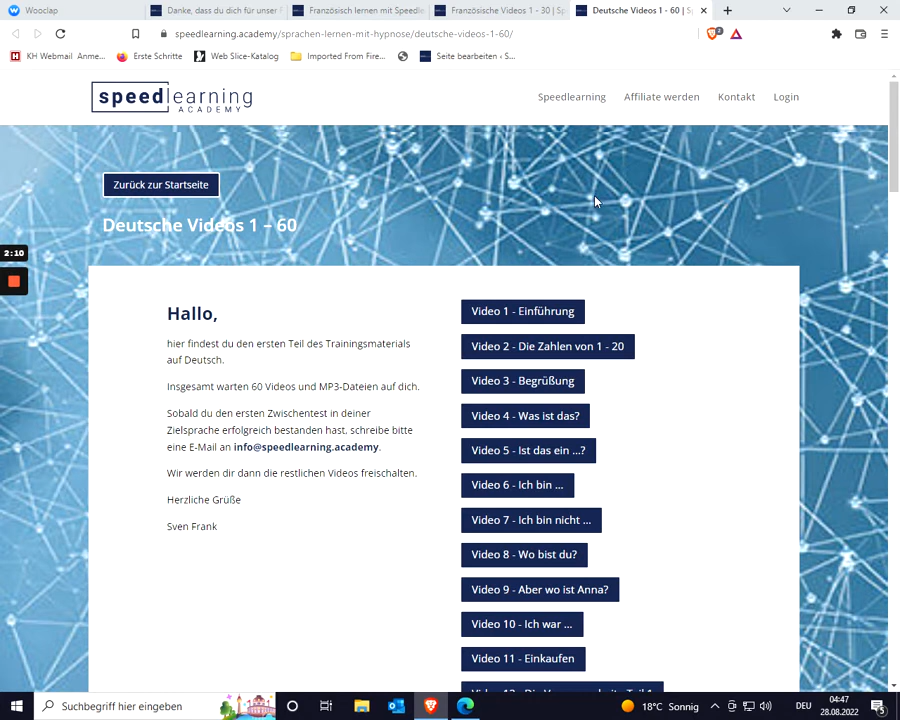 Wooclap
Danke, dass du dich für unser F
Französisch lernen mit Speedle
Französische Videos 1 - 30 | Sp
Deutsche Videos 1 - 60 | S
speedlearning.academy/sprachen-lernen-mit-hypnose/deutsche-videos-1-60/
2
KH Webmail Anme...
Erste Schritte
Web Slice-Katalog
Imported From Fire...
Seite bearbeiten ‹ S...
speedlearning
ACADEMY
Speedlearning
Affiliate werden
Kontakt
Login
Zurück zur Startseite
Deutsche Videos 1 – 60
2:10
Hallo,
hier findest du den ersten Teil des Trainingsmaterials
auf Deutsch.
Insgesamt warten 60 Videos und MP3-Dateien auf dich.
Sobald du den ersten Zwischentest in deiner
Zielsprache erfolgreich bestanden hast, schreibe bitte
eine E-Mail an info@speedlearning.academy.
Wir werden dir dann die restlichen Videos freischalten.
Herzliche Grüße
Sven Frank
Video 1 - Einführung
Video 2 - Die Zahlen von 1 - 20
Video 3 - Begrüßung
Video 4 - Was ist das?
Video 5 - Ist das ein ...?
Video 6 - Ich bin ...
Video 7 - Ich bin nicht ...
Video 8 - Wo bist du?
Video 9 - Aber wo ist Anna?
Video 10 - Ich war ...
Video 11 - Einkaufen
Suchbegriff hier eingeben
18°C Sonnig
DEU
04:47
28.08.2022
5